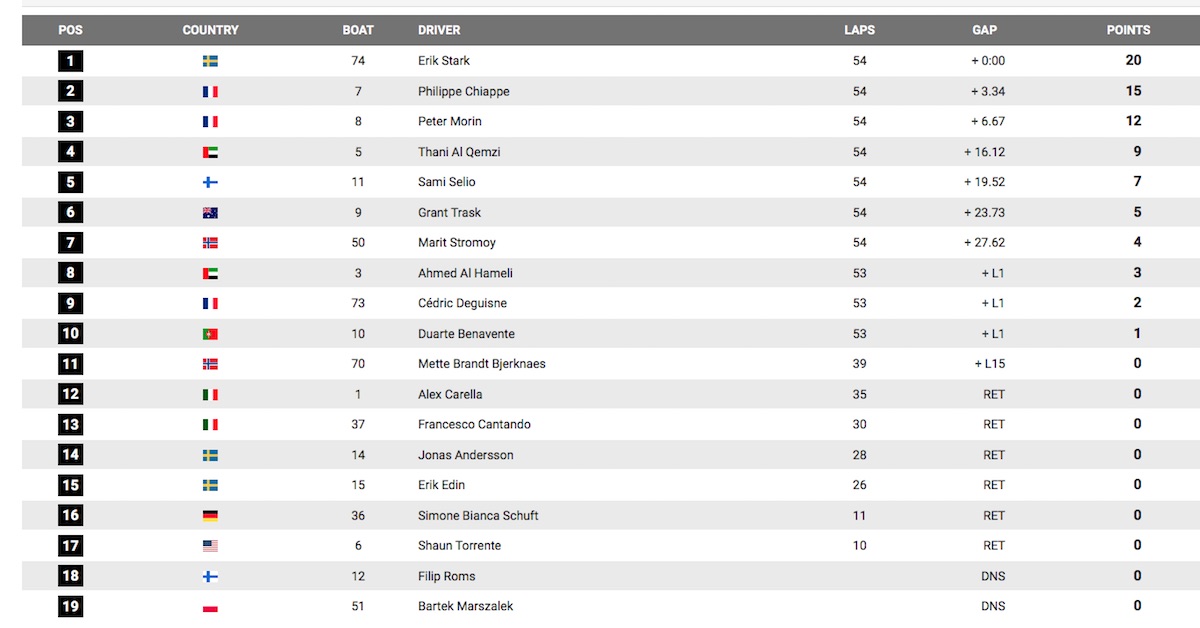 POS COUNTRY BOAT DRIVER LAPS GAP POINTS
1 74 Erik Stark 54 + 0:00 20
2 7 Philippe Chiappe 54 + 3.34 15
3 8 Peter Morin 54 + 6.67 12
4 5 Thani Al Qemzi 54 + 16.12 9
5 11 Sami Selio 54 + 19.52 7
6 9 Grant Trask 54 + 23.73 5
7 50 Marit Stromoy 54 + 27.62 4
8 3 Ahmed Al Hameli 53 + L1 3
9 73 Cédric Deguisne 53 + L1 2
10 10 Duarte Benavente 53 + L1 1
11 70 Mette Brandt Bjerknaes 39 + L15 0
12 1 Alex Carella 35 RET 0
13 37 Francesco Cantando 30 RET 0
14 14 Jonas Andersson 28 RET 0
15 15 Erik Edin 26 RET 0
16 36 Simone Bianca Schuft 11 RET 0
17 6 Shaun Torrente 10 RET 0
18 12 Filip Roms DNS 0
19 51 Bartek Marszalek DNS 0